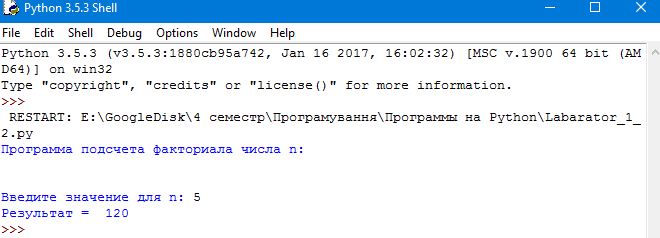 Python 3.5.3 Shell
File Edit Shell Debug Options Window Help
Python 3.5.3 (v3.5.3:1880cb95a742, Jan 16 2017, 16:02:32) [MSC v.1900 64 bit (AM
D64)] on win32
Type "copyright", "credits" or "license()" for more information.
>>>
RESTART: E:\GoogleDisk\4 семестр\Програмування\Программы на Python\Labarator_1_
2.py
Программа подсчета факториала числа n:
Введите значение для n: 5
Результат =  120
>>>